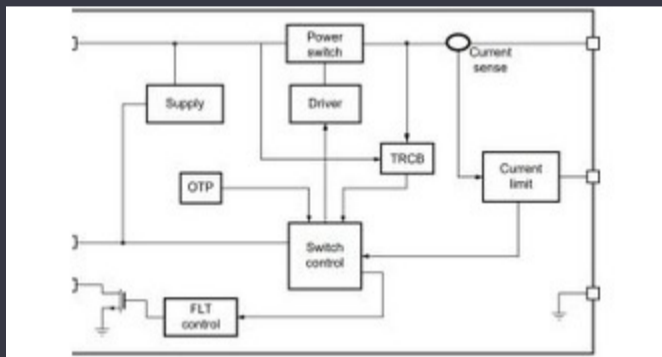 Power
switch
Current
sense
Supply
Driver
TRCB
Current
limit
OTP
Switch
control
FLT
control